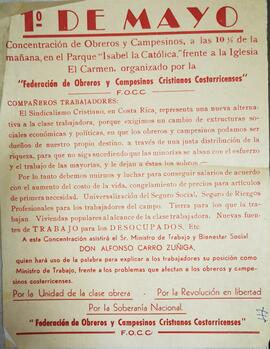 1º DE MAYO
Concentración de Obreros y Campesinos, a las 10 ½ de la
mañana, en el Parque "Isabel la Católica," frente a la Iglesia
El Carmen, organizado por la
"Federación de Obreros y Campesinos Cristianos Costarricenses"
F.O.C.C
COMPAÑEROS TRABAJADORES:
El Sindicalismo Cristiano, en Costa Rica, representa una nueva alterna-
tiva a la clase trabajadora, porque exigimos un cambio de estructuras so-
ciales económicas y políticas, en que los obreros y campesinos podamos ser
dueños de nuestro propio destino, a través de una justa distribución de la
riqueza, para que no siga sucediendo que las minorías se alzan con el esfuerzo
y el trabajo de las mayorías, y le dejan a éstas los sobros.—
Por lo tanto debemos unirnos y luchar para conseguir salarios de acuerdo
con el aumento del costo de la vida, congelamiento de precios para artículos
de primera necesidad. Universalización del Seguro Social. Seguro de Riesgos
Profesionales para los trabajadores del campo. Tierra para los que la tra-
bajan. Viviendas populares al alcance de la clase trabajadora. Nuevas fuen-
tes de TRABAJO para los DESOCUPADOS, Etc.
A esta Concentración asistirá el Sr. Ministro de Trabajo y Bienestar Social
DON ALFONSO CARRO ZUÑIGA,
quien hará uso de la palabra para explicar a los trabajadores su posición como
Ministro de Trabajo, frente a los problemas que afectan a los obreros y campe-
sinos costarricenses.
Por la Unidad de la clase obrera Por la Revolución en libertad
Por la Soberanía Nacional.
"Federación de Obreros y Campesinos Cristianos Costarricenses"
F.O.C.C.